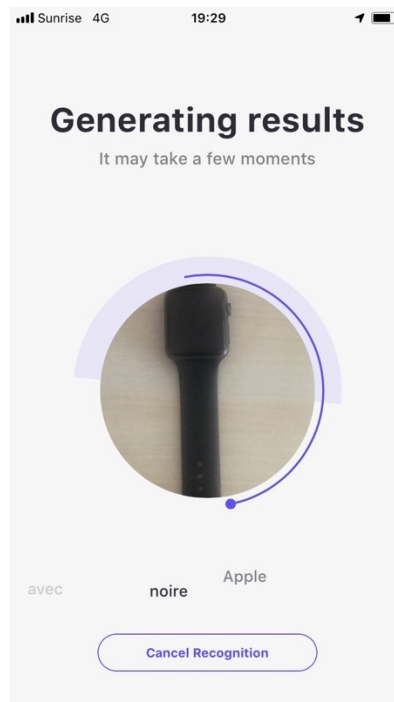 Sunrise 4G 19:29
Generating results
It may take a few moments
Apple
avec noire
Cancel Recognition